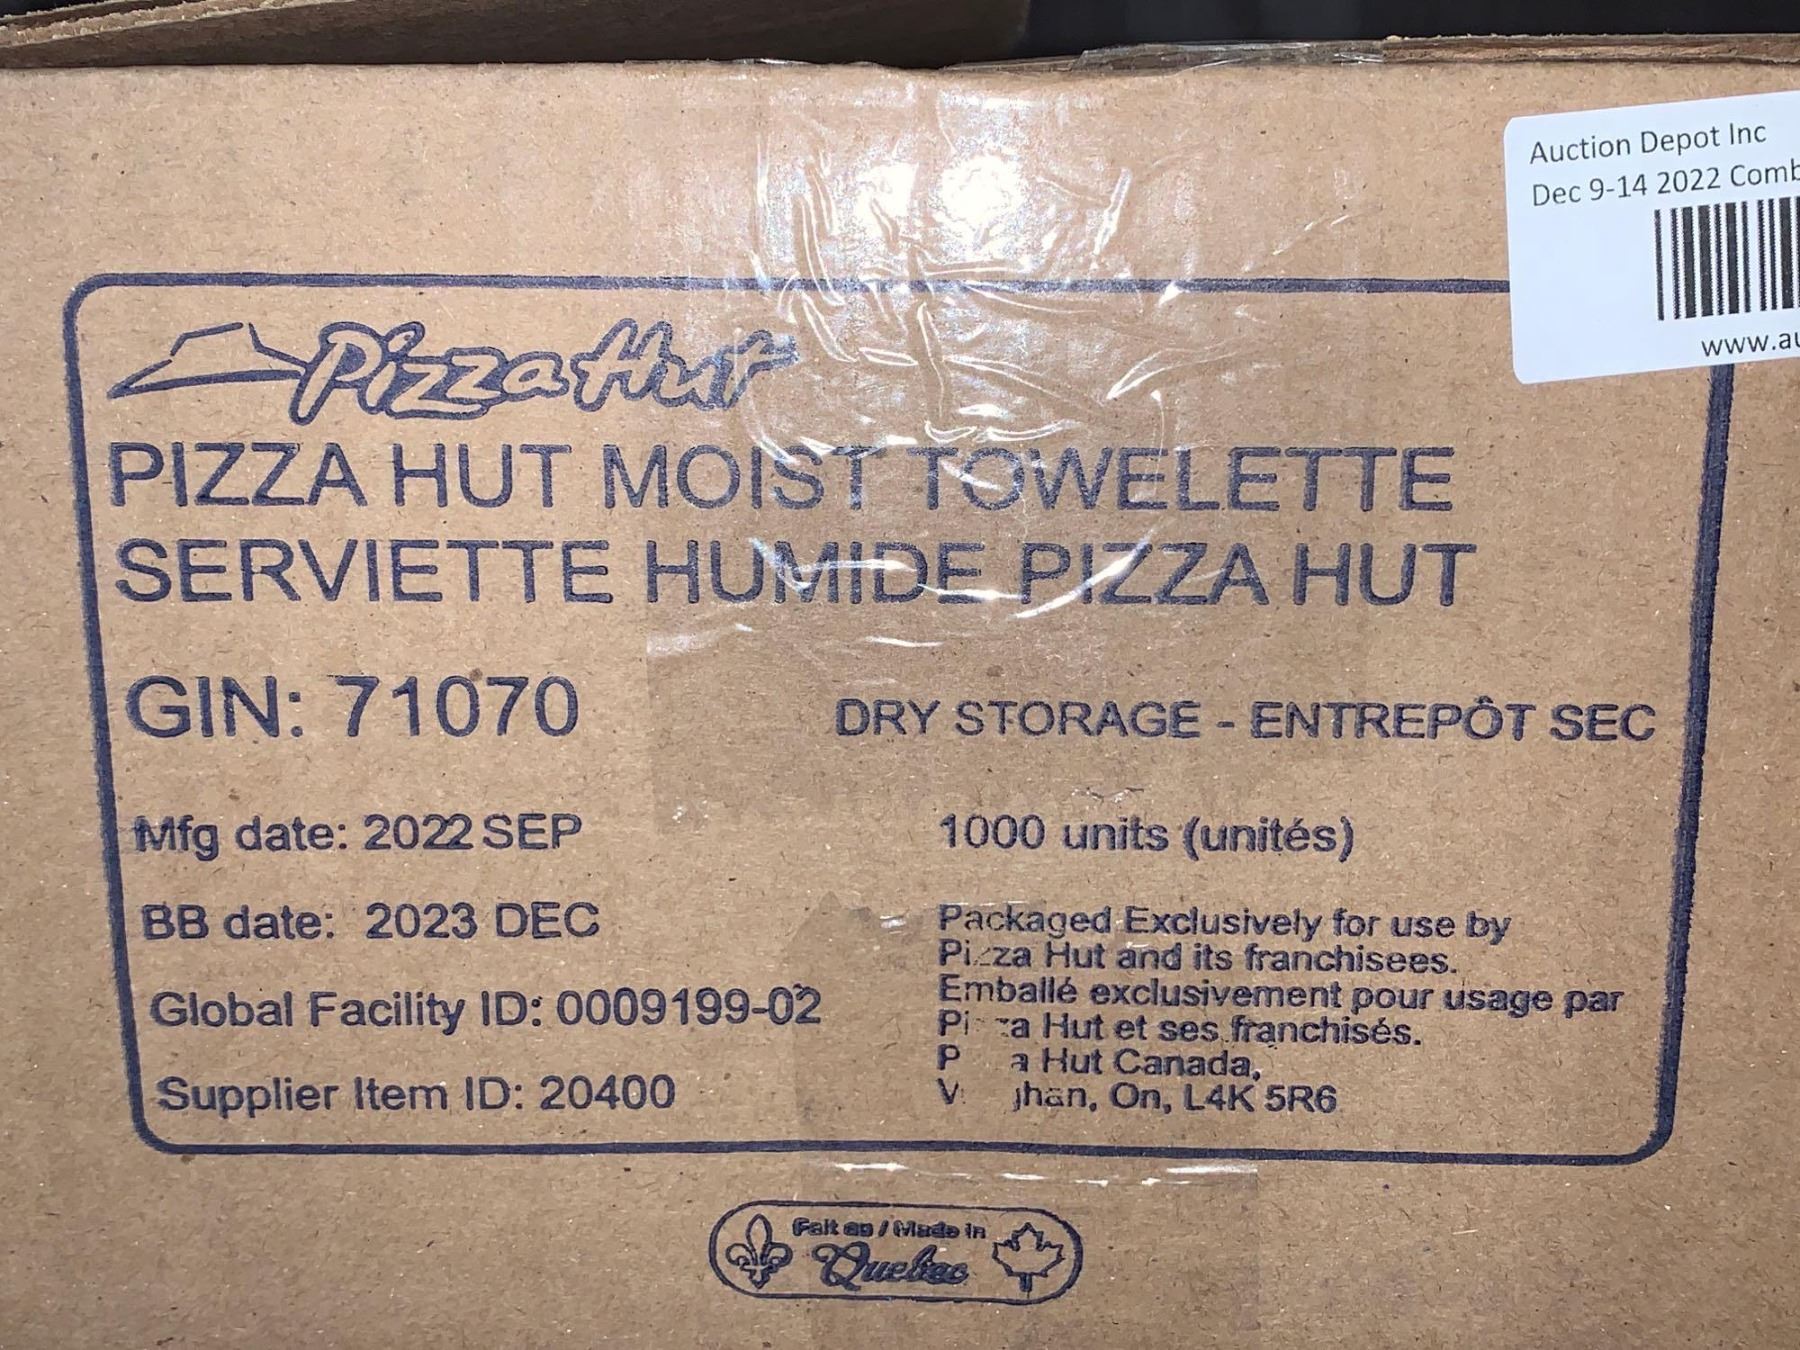 Auction Depot Inc
Dec 9-14 2022
www.au
Pizza Hut
PIZZA HUT MOIST TOWELETTE
SERVIETTE HUMIDE PIZZA HUT
GIN: 71070
DRY STORAGE - ENTREPÔT SEC
Mfg date: 2022 SEP
1000 units (unités)
BB date: 2023 DEC
Global Facility ID: 0009199-02
Supplier Item ID: 20400
Packaged Exclusively for use by
Pizza Hut and its franchisees.
Emballé exclusivement pour usage par
Pizza Hut et ses franchisés.
Hut Canada,
On, L4K 5R6
Fait au / Made in
Quebec